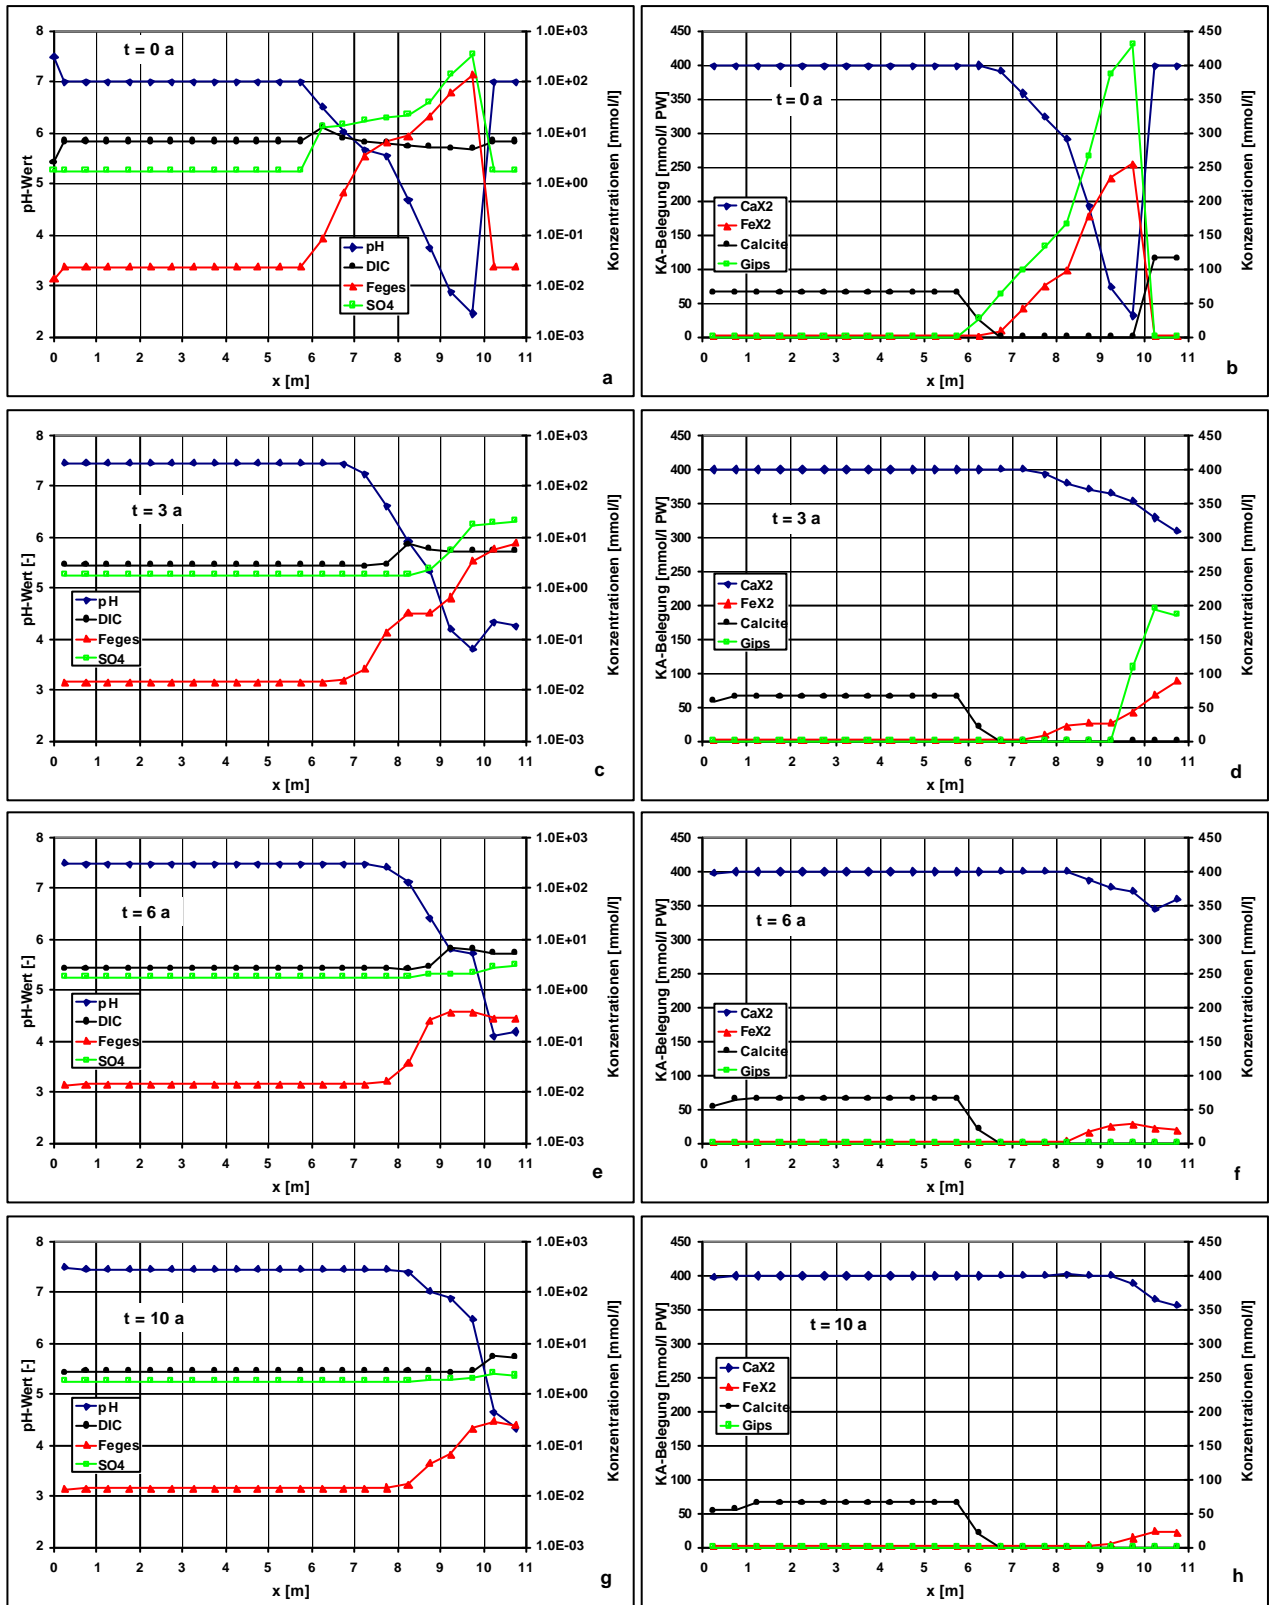 t = 0 a
pH-Wert
8
7
6
5
4
3
2
1.0E+03
1.0E+02
1.0E+01
1.0E+00
1.0E-01
1.0E-02
1.0E-03
Konzentrationen [mmol/l]
pH
DIC
Feges
SO4
0 1 2 3 4 5 6 7 8 9 10 11
x [m]
a
t = 0 a
KA-Belegung [mmol/l PW]
450
400
350
300
250
200
150
100
50
0
450
400
350
300
250
200
150
100
50
0
Konzentrationen [mmol/l]
CaX2
FeX2
Calcite
Gips
0 1 2 3 4 5 6 7 8 9 10 11
x [m]
b
t = 3 a
pH-Wert [-]
8
7
6
5
4
3
2
1.0E+03
1.0E+02
1.0E+01
1.0E+00
1.0E-01
1.0E-02
1.0E-03
Konzentrationen [mmol/l]
pH
DIC
Feges
SO4
0 1 2 3 4 5 6 7 8 9 10 11
x [m]
c
t = 3 a
KA-Belegung [mmol/l PW]
450
400
350
300
250
200
150
100
50
0
450
400
350
300
250
200
150
100
50
0
Konzentrationen [mmol/l]
CaX2
FeX2
Calcite
Gips
0 1 2 3 4 5 6 7 8 9 10 11
x [m]
d
t = 6 a
pH-Wert [-]
8
7
6
5
4
3
2
1.0E+03
1.0E+02
1.0E+01
1.0E+00
1.0E-01
1.0E-02
1.0E-03
Konzentrationen [mmol/l]
pH
DIC
Feges
SO4
0 1 2 3 4 5 6 7 8 9 10 11
x [m]
e
t = 6 a
KA-Belegung [mmol/l PW]
450
400
350
300
250
200
150
100
50
0
450
400
350
300
250
200
150
100
50
0
Konzentrationen [mmol/l]
CaX2
FeX2
Calcite
Gips
0 1 2 3 4 5 6 7 8 9 10 11
x [m]
f
t = 10 a
pH-Wert [-]
8
7
6
5
4
3
2
1.0E+03
1.0E+02
1.0E+01
1.0E+00
1.0E-01
1.0E-02
1.0E-03
Konzentrationen [mmol/l]
pH
DIC
Feges
SO4
0 1 2 3 4 5 6 7 8 9 10 11
x [m]
g
t = 10 a
KA-Belegung [mmol/l PW]
450
400
350
300
250
200
150
100
50
0
450
400
350
300
250
200
150
100
50
0
Konzentrationen [mmol/l]
CaX2
FeX2
Calcite
Gips
0 1 2 3 4 5 6 7 8 9 10 11
x [m]
h